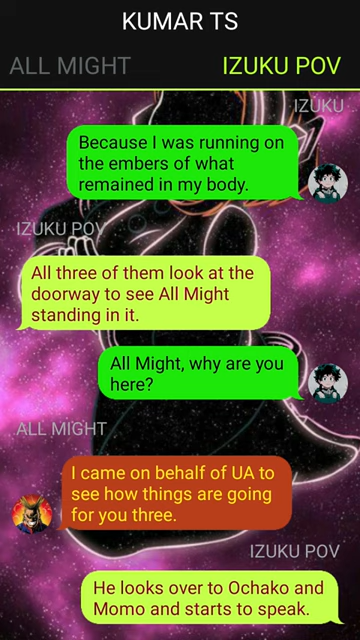 KUMAR TS
ALL MIGHT
IZUKU POV
IZUKU
Because I was running on
the embers of what
remained in my body.
IZUKU POV
All three of them look at the
doorway to see All Might
standing in it.
All Might, why are you
here?
ALL MIGHT
I came on behalf of UA to
see how things are going
for you three.
IZUKU POV
He looks over to Ochako and
Momo and starts to speak.